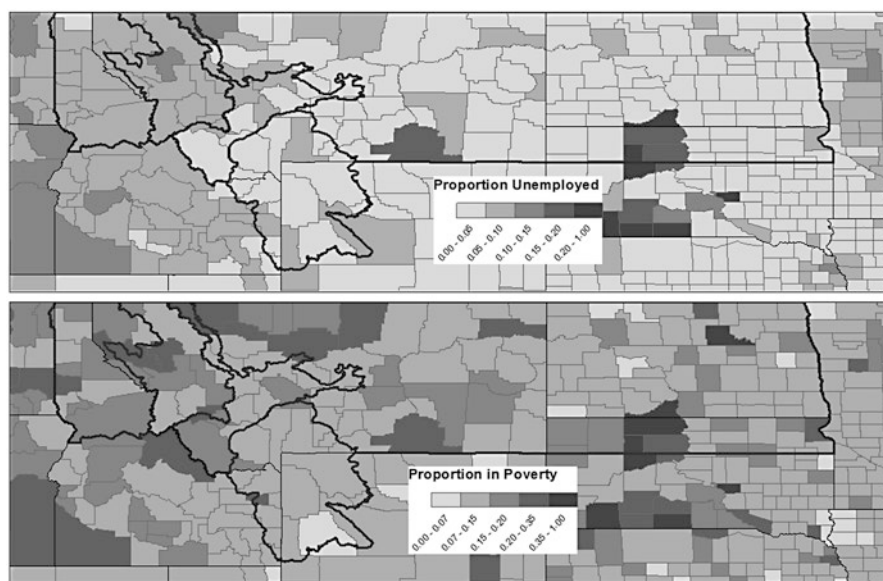 Proportion Unemployed
0.00 - 0.05
0.05 - 0.10
0.10 - 0.15
0.15 - 0.20
0.20 - 1.00
Proportion in Poverty
0.00 - 0.07
0.07 - 0.15
0.15 - 0.20
0.20 - 0.35
0.35 - 1.00